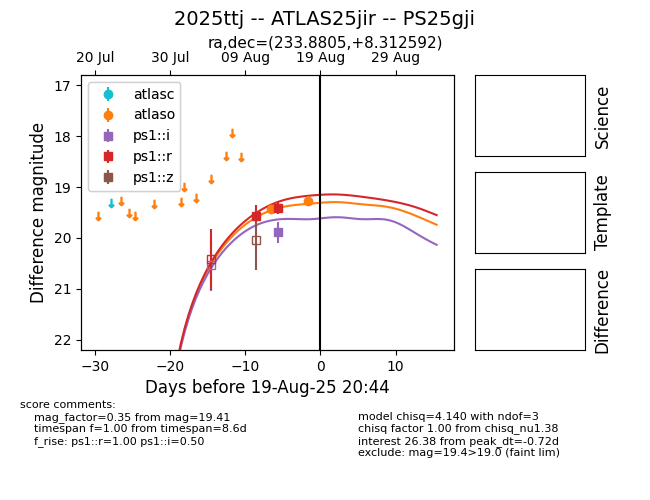 2025ttj -- ATLAS25jir -- PS25gji
ra,dec=(233.8805,+8.312592)
20 Jul 30 Jul 09 Aug 19 Aug 29 Aug
17
18
19
20
21
22
Difference magnitude
atlasc
atlaso
ps1::i
ps1::r
ps1::z
−30 −20 −10 0 10
Days before 19-Aug-25 20:44
Science
Template
Difference
score comments:
mag_factor=0.35 from mag=19.41
timespan f=1.00 from timespan=8.6d
f_rise: ps1::r=1.00 ps1::i=0.50
model chisq=4.140 with ndof=3
chisq factor 1.00 from chisq_nu1.38
interest 26.38 from peak_dt=-0.72d
exclude: mag=19.4>19.0 (faint lim)